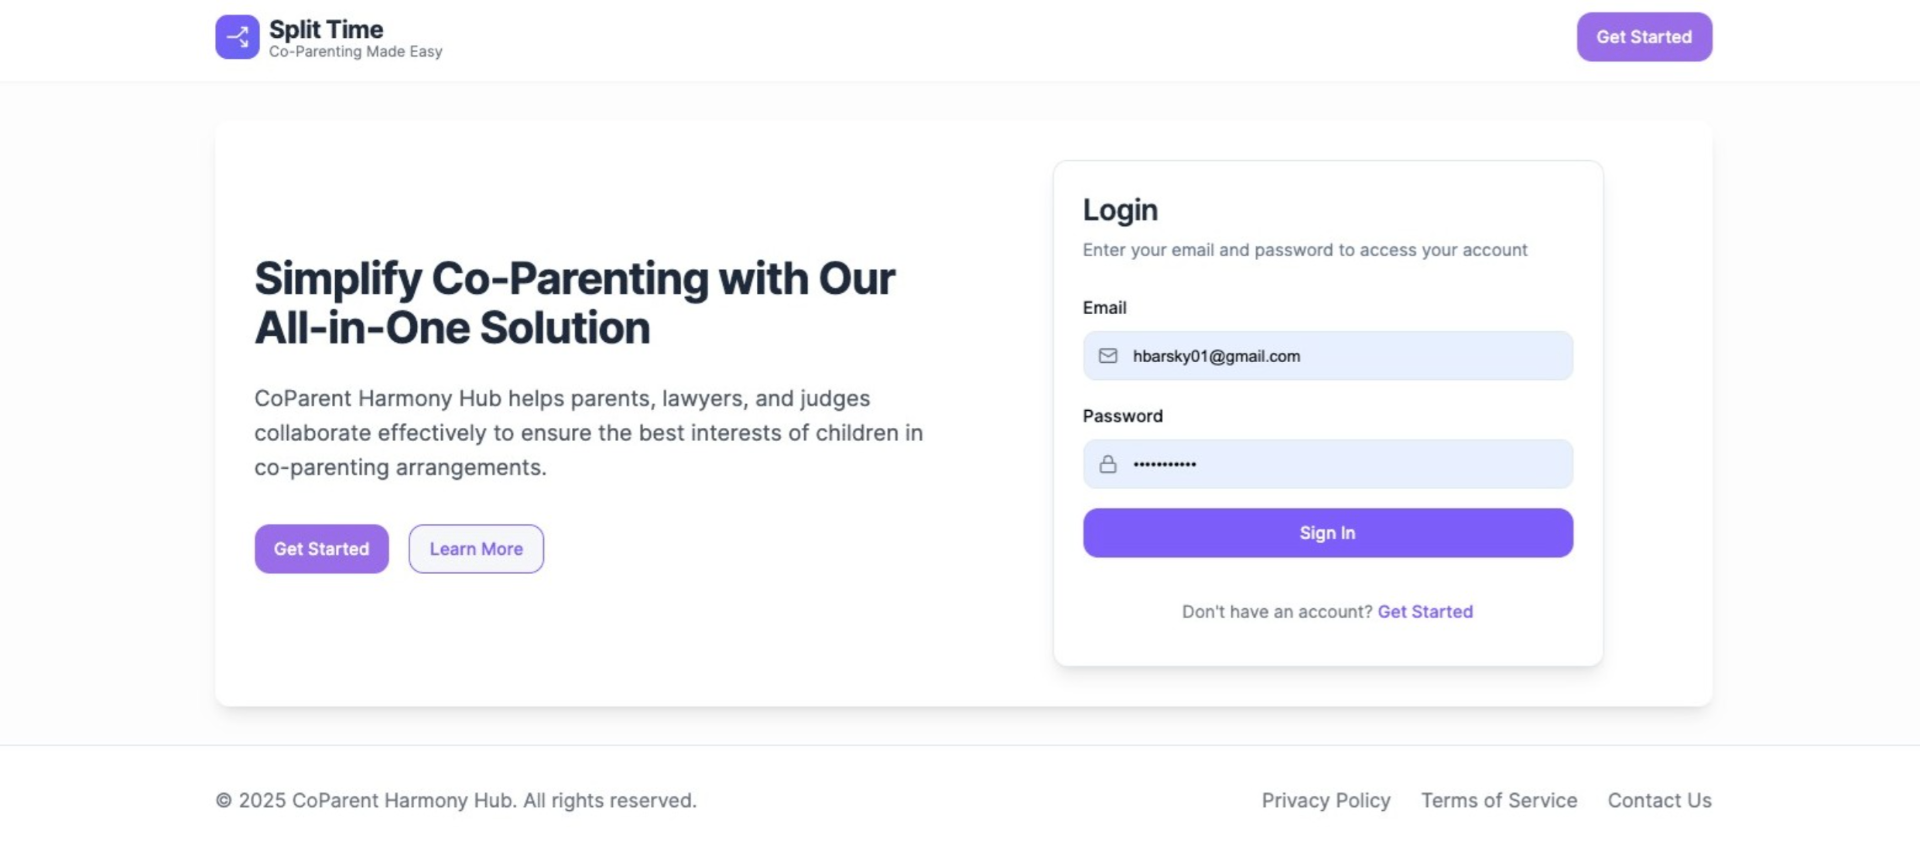 Split Time
Co-Parenting Made Easy
Get Started
Simplify Co-Parenting with Our
All-in-One Solution
CoParent Harmony Hub helps parents, lawyers, and judges
collaborate effectively to ensure the best interests of children in
co-parenting arrangements.
Get Started
Learn More
Login
Enter your email and password to access your account
Email
hbarsky01@gmail.com
Password
•••••••••••
Sign In
Don't have an account? Get Started
© 2025 CoParent Harmony Hub. All rights reserved.
Privacy Policy
Terms of Service
Contact Us